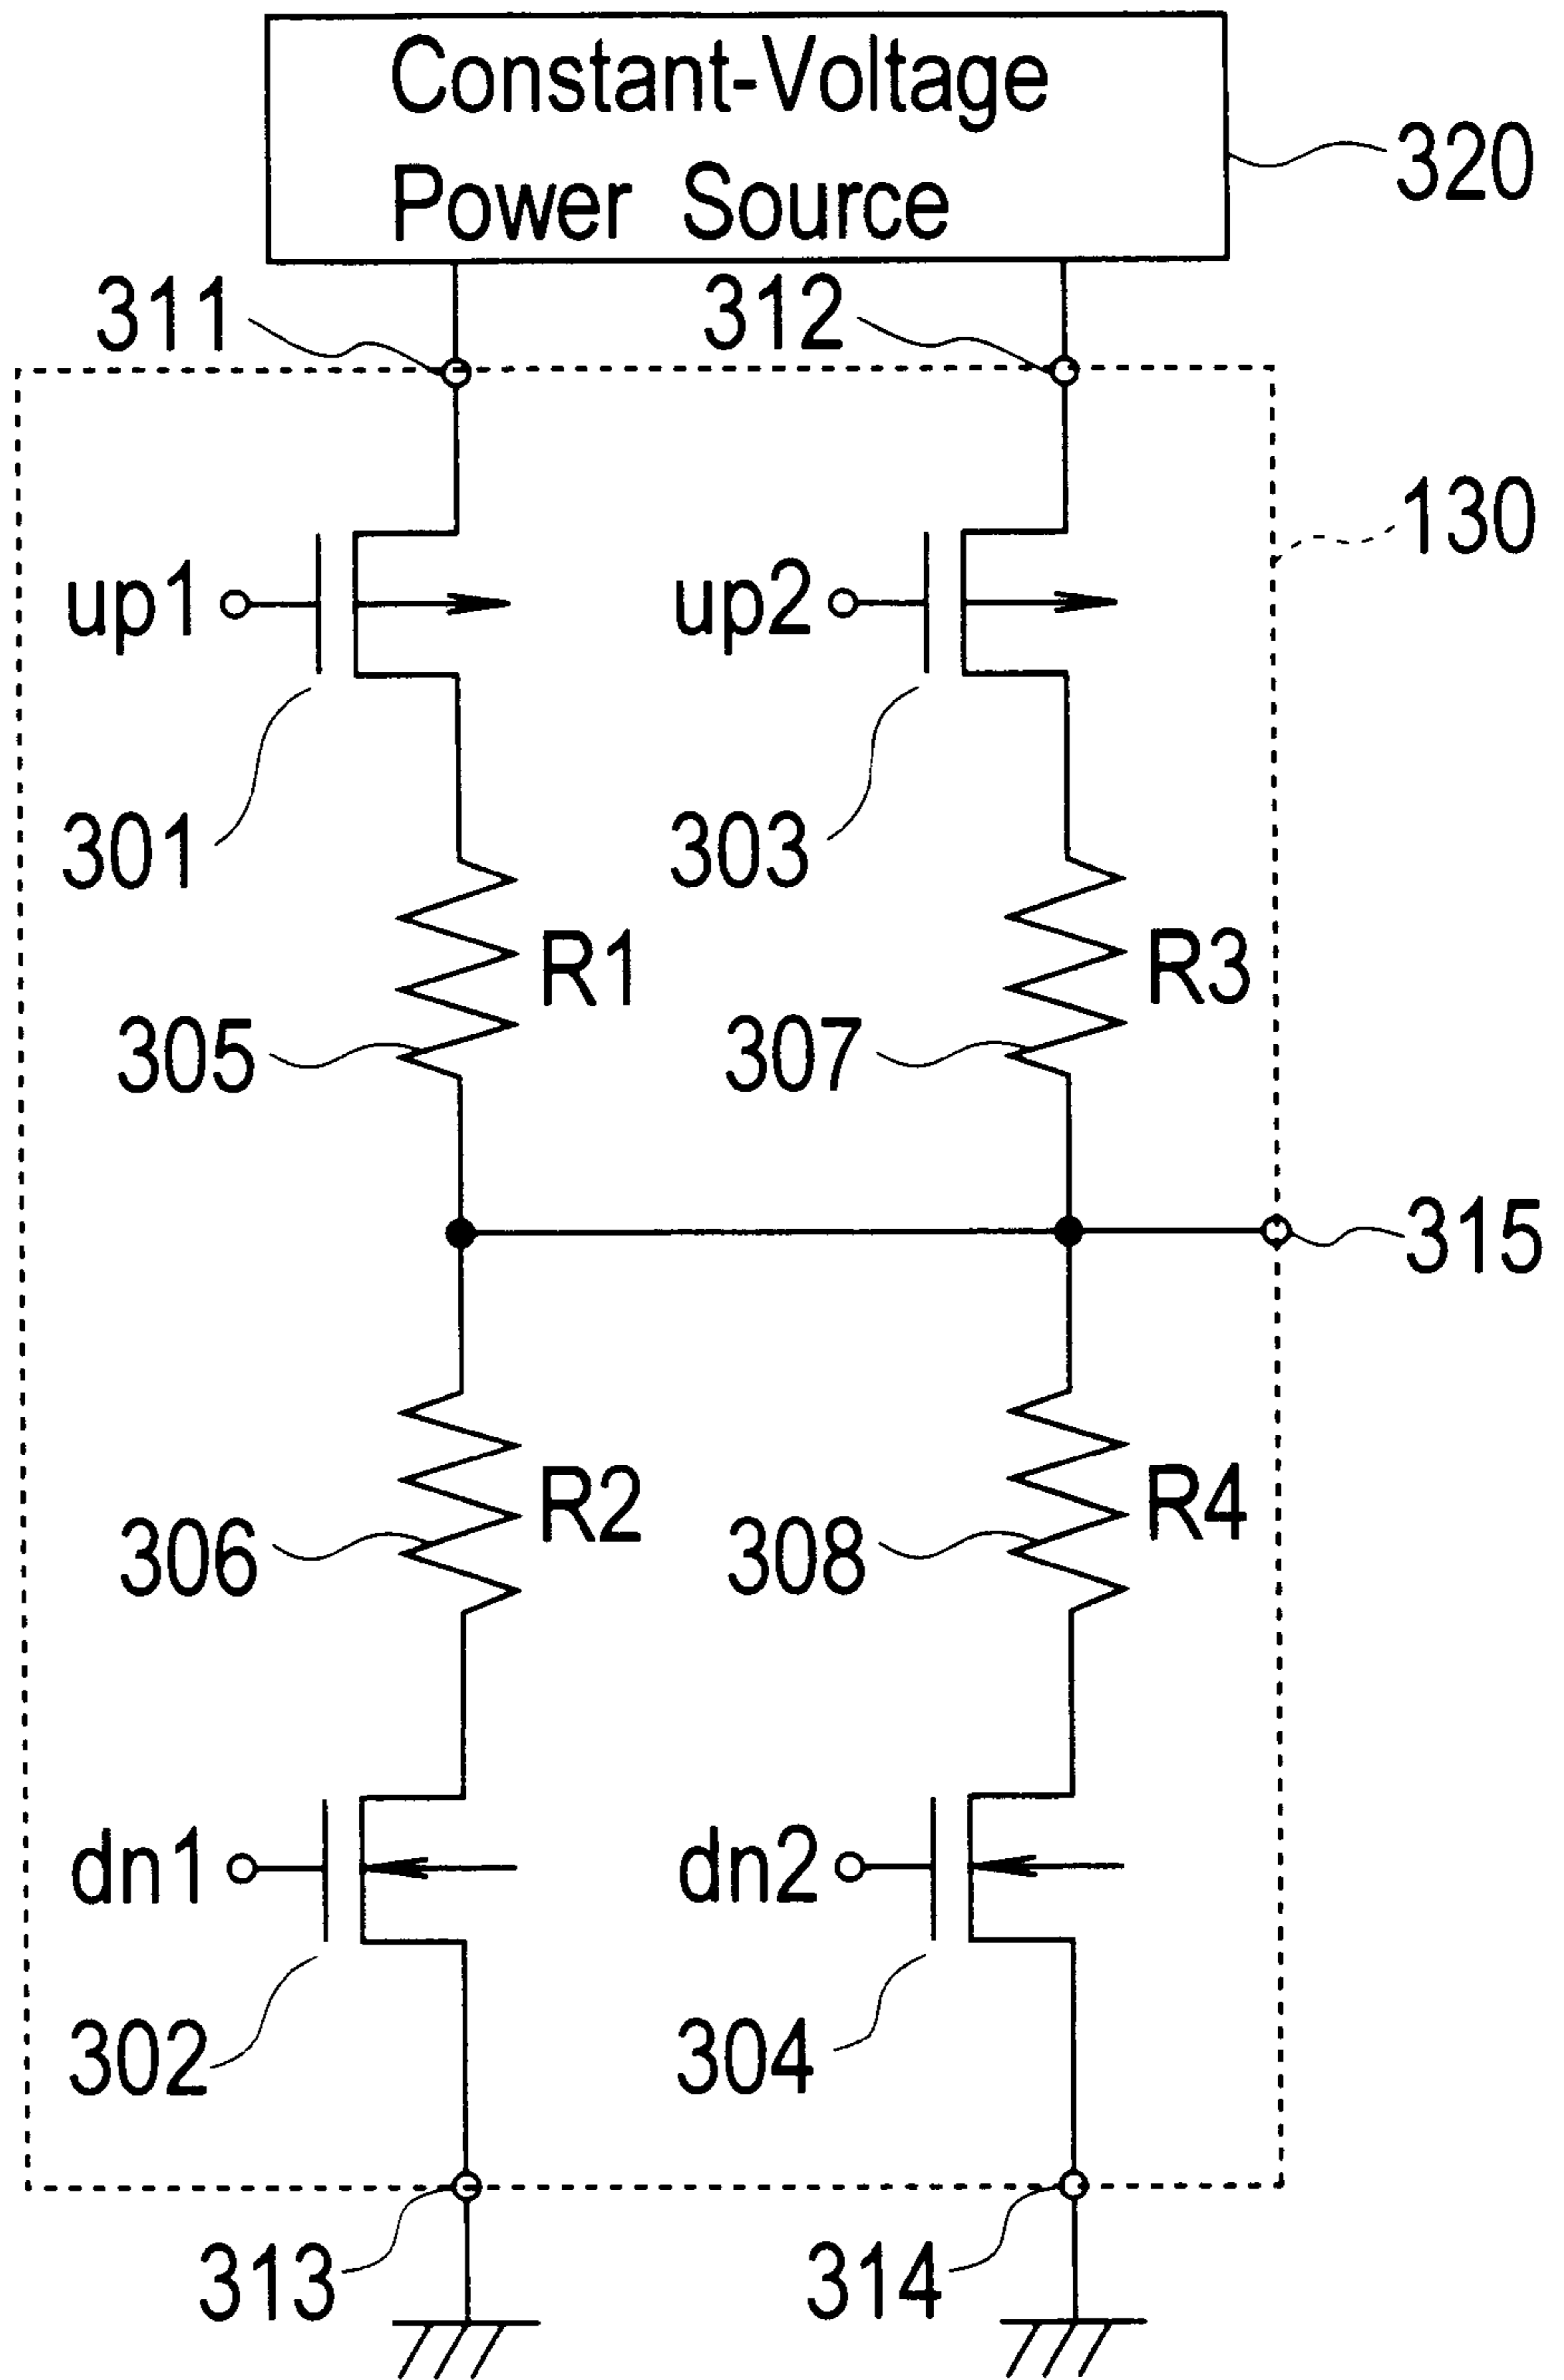 Constant-Voltage
Power Source
320
311
312
130
up1
up2
301
303
R1
R3
305
307
315
R2
R4
306
308
dn1
dn2
302
304
313
314